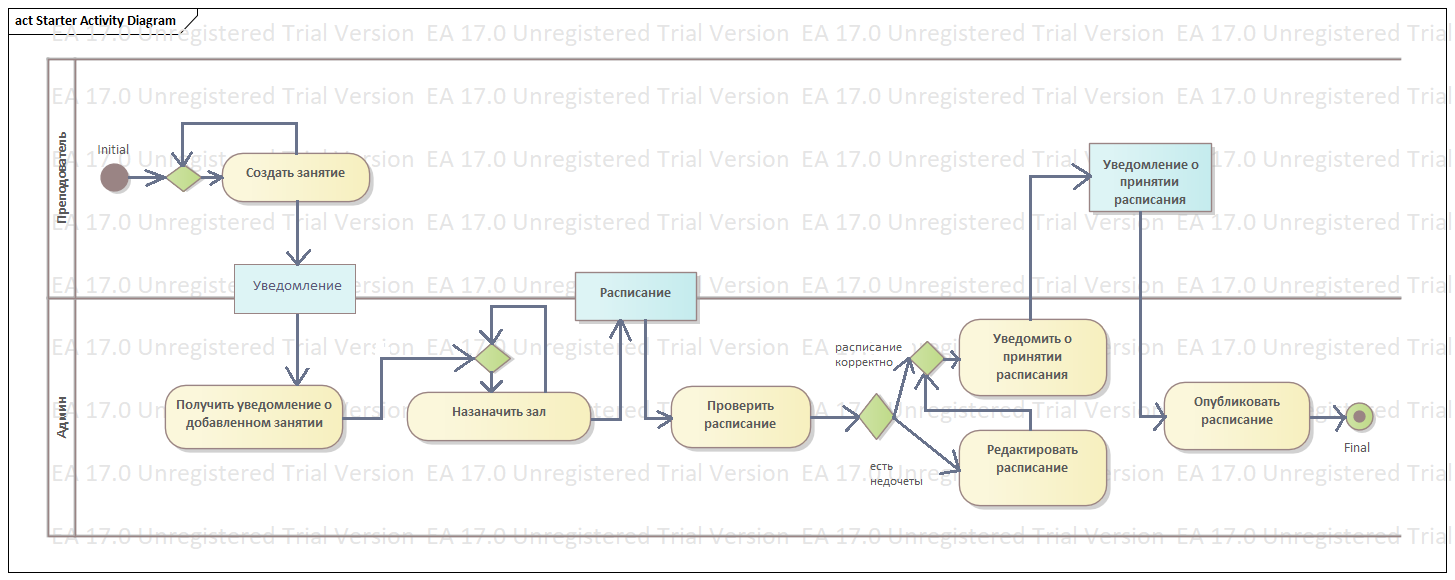 act Starter Activity Diagram
EA 17.0 Unregistered Trial Version EA 17.0 Unregistered Trial Version EA 17.0 Unregistered Trial Version EA 17.0 Unregistered Trial
Преподователь
Initial
Создать занятие
Уведомление о
принятии
расписания
Уведомление
Расписание
Админ
Получить уведомление о
добавленном занятии
Назаначить зал
Проверить
расписание
расписание
корректно
есть
недочеты
Уведомить о
принятии
расписания
Редактировать
расписание
Опубликовать
расписание
Final